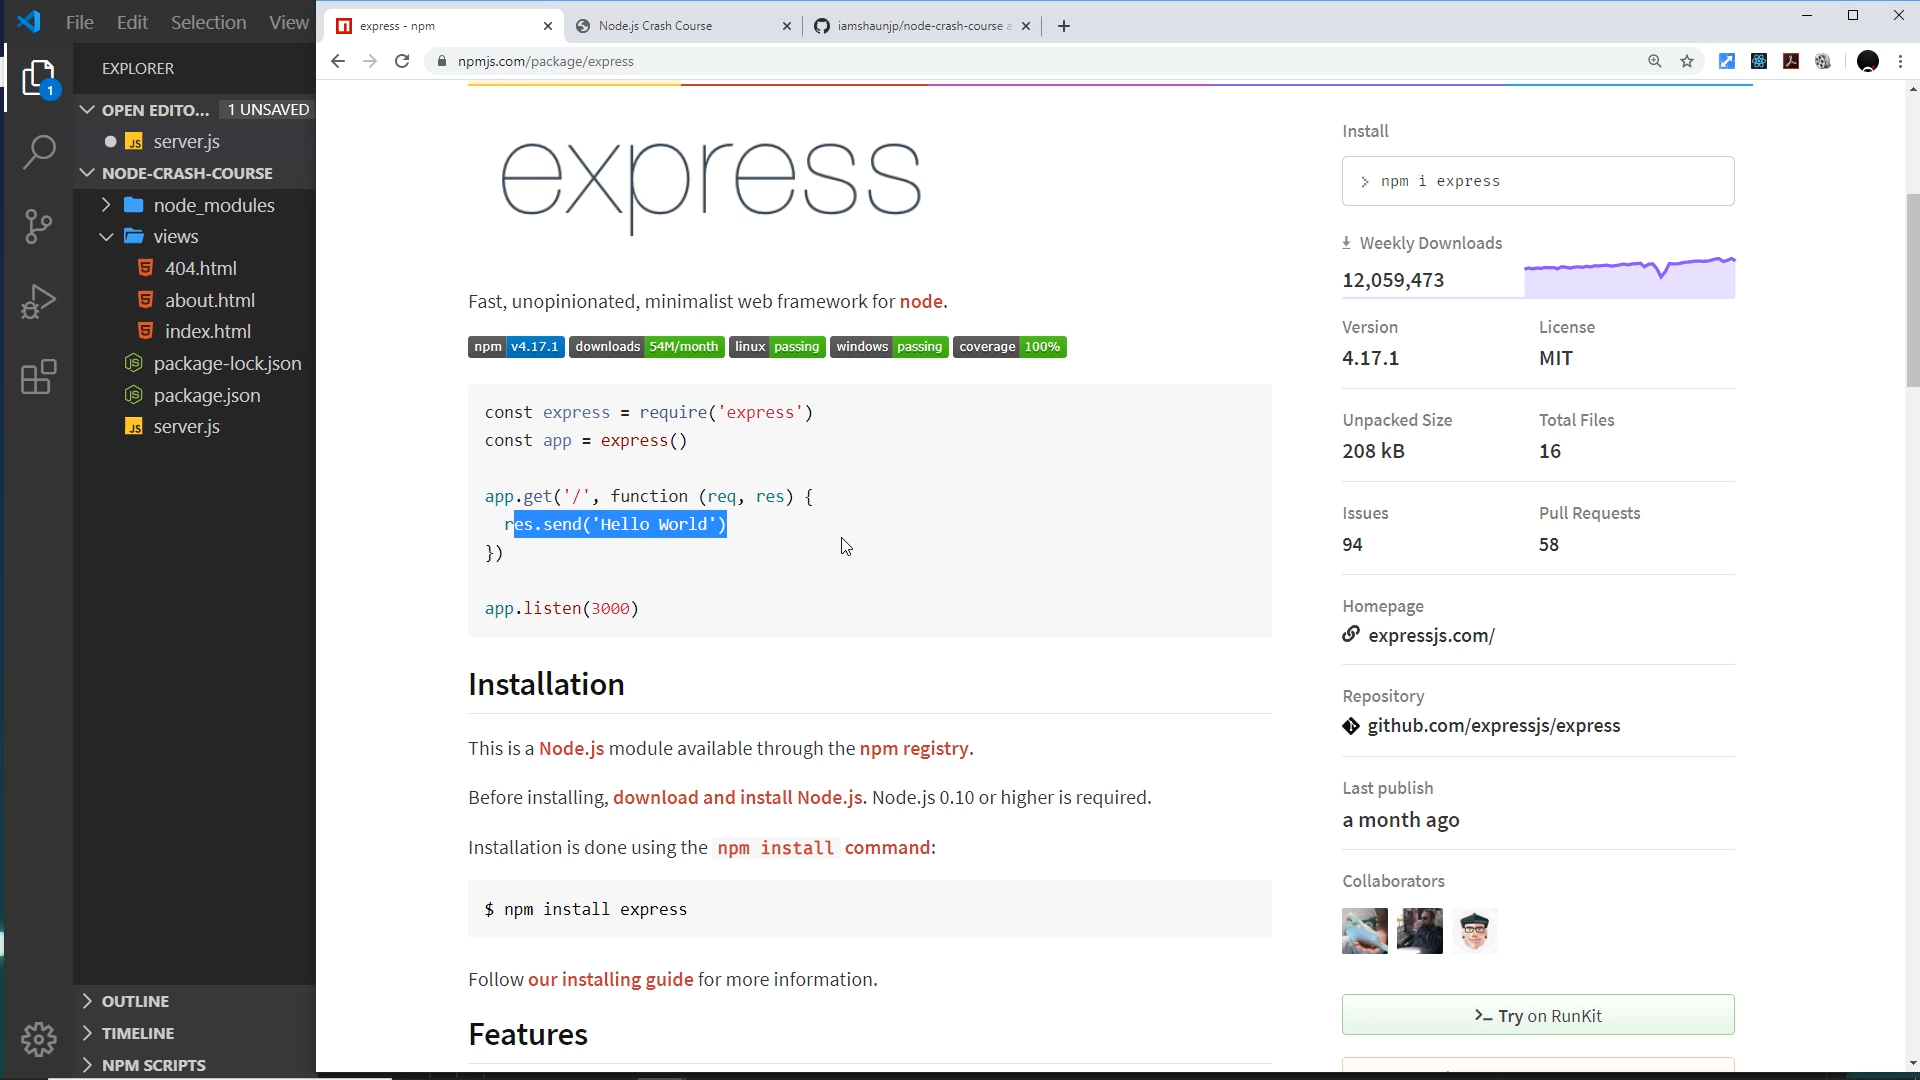 File Edit Selection View
EXPLORER
OPEN EDITO... 1 UNSAVED
JS server.js
NODE-CRASH-COURSE
node_modules
views
404.html
about.html
index.html
package-lock.json
package.json
JS server.js
OUTLINE
TIMELINE
NPM SCRIPTS
1
express - npm
Node.js Crash Course
iamshaunjp/node-crash-course a
npmjs.com/package/express
express
Fast, unopinionated, minimalist web framework for node.
npm v4.17.1 downloads 54M/month linux passing windows passing coverage 100%
const express = require('express')
const app = express()
app.get('/', function (req, res) {
res.send('Hello World')
})
app.listen(3000)
Installation
This is a Node.js module available through the npm registry.
Before installing, download and install Node.js. Node.js 0.10 or higher is required.
Installation is done using the npm install command:
$ npm install express
Follow our installing guide for more information.
Features
Install
> npm i express
Weekly Downloads
12,059,473
Version License
4.17.1 MIT
Unpacked Size Total Files
208 kB 16
Issues Pull Requests
94 58
Homepage
expressjs.com/
Repository
github.com/expressjs/express
Last publish
a month ago
Collaborators
>_ Try on RunKit